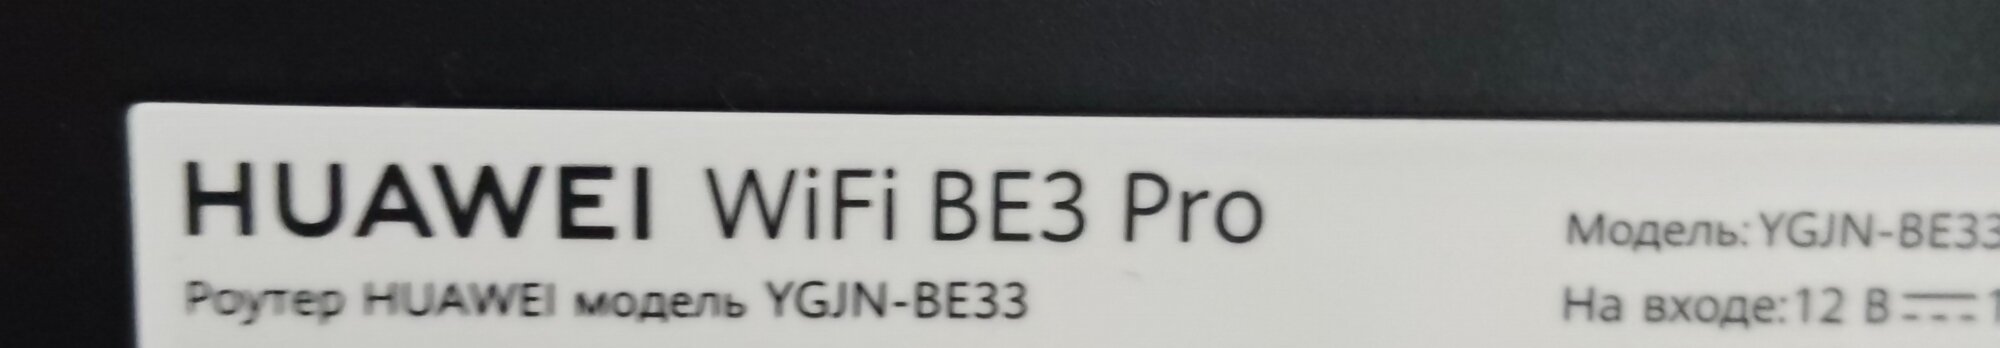 HUAWEI WiFi BE3 Pro
Роутер HUAWEI модель YGJN-BE33
Модель: YGJN-BE33
На входе: 12 В